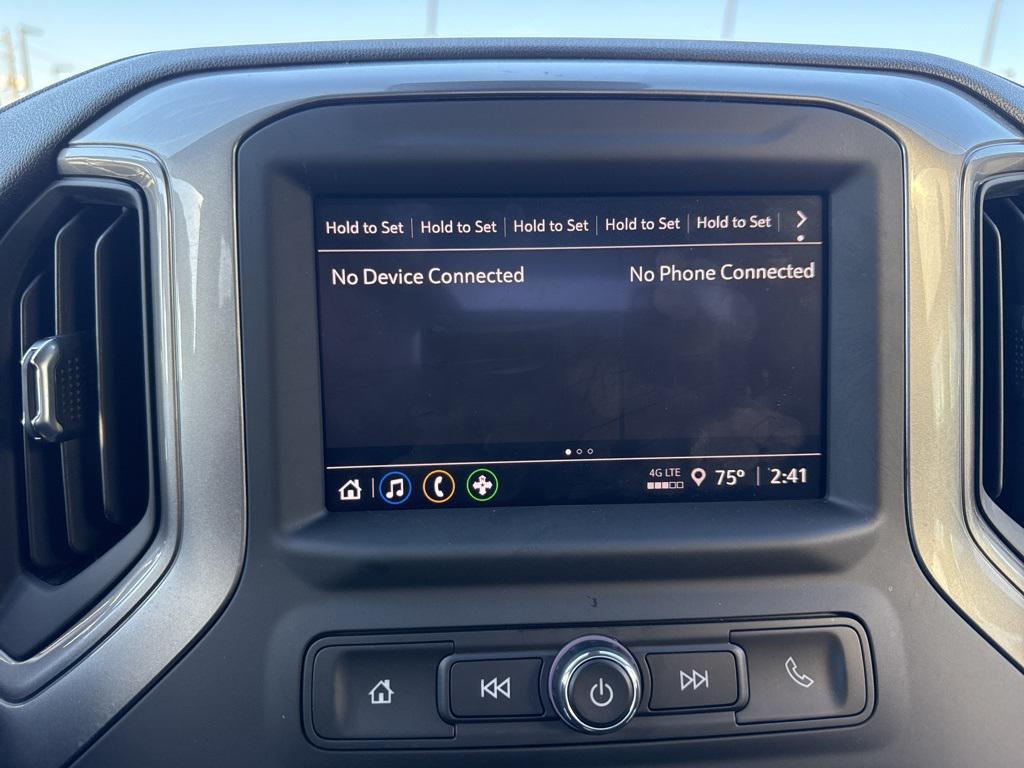 Hold to Set Hold to Set Hold to Set Hold to Set Hold to Set
No Device Connected No Phone Connected
4G LTE 75° 2:41